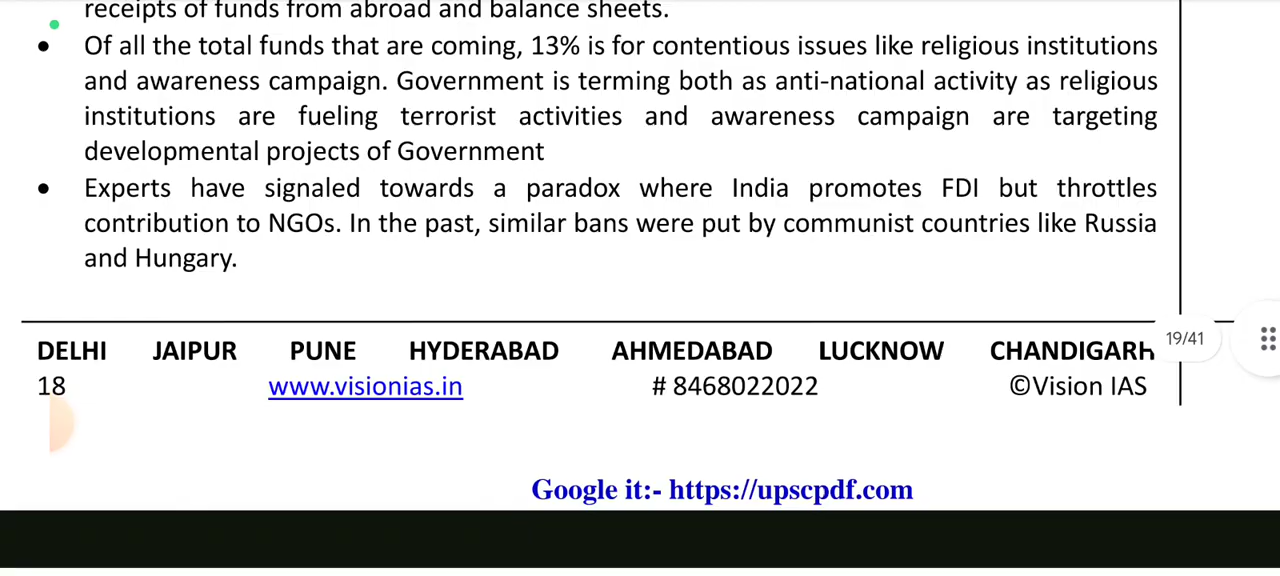 receipts of funds from abroad and balance sheets.
• Of all the total funds that are coming, 13% is for contentious issues like religious institutions
and awareness campaign. Government is terming both as anti-national activity as religious
institutions are fueling terrorist activities and awareness campaign are targeting
developmental projects of Government
• Experts have signaled towards a paradox where India promotes FDI but throttles
contribution to NGOs. In the past, similar bans were put by communist countries like Russia
and Hungary.
DELHI JAIPUR PUNE HYDERABAD AHMEDABAD LUCKNOW CHANDIGARH
19/41
18 www.visionias.in # 8468022022 ©Vision IAS
Google it:- https://upscpdf.com